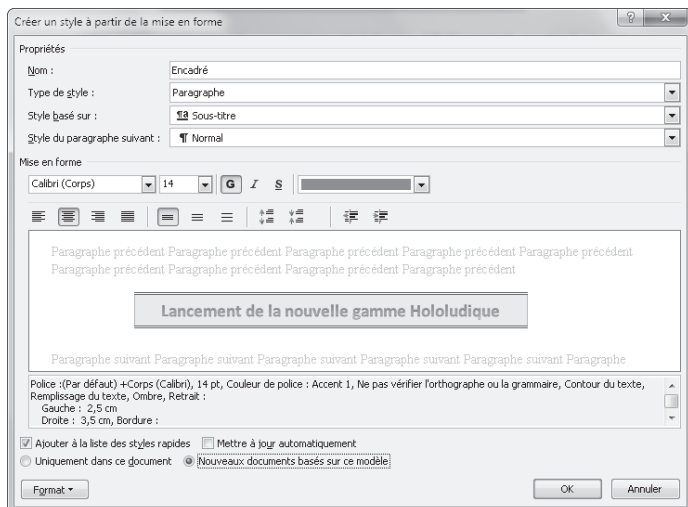 Créer un style à partir de la mise en forme
Propriétés
Nom : Encadré
Type de style : Paragraphe
Style basé sur : ¶a Sous-titre
Style du paragraphe suivant : ¶ Normal
Mise en forme
Calibri (Corps) 14 G I S
Paragraphe précédent Paragraphe précédent Paragraphe précédent Paragraphe précédent Paragraphe précédent
Paragraphe précédent Paragraphe précédent Paragraphe précédent Paragraphe précédent
Lancement de la nouvelle gamme Hololudique
Paragraphe suivant Paragraphe suivant Paragraphe suivant Paragraphe suivant Paragraphe suivant Paragraphe
Police :(Par défaut) +Corps (Calibri), 14 pt, Couleur de police : Accent 1, Ne pas vérifier l'orthographe ou la grammaire, Contour du texte,
Remplissage du texte, Ombre, Retrait :
Gauche : 2,5 cm
Droite : 3,5 cm, Bordure :
Ajouter à la liste des styles rapides Mettre à jour automatiquement
Uniquement dans ce document Nouveaux documents basés sur ce modèle
Format OK Annuler